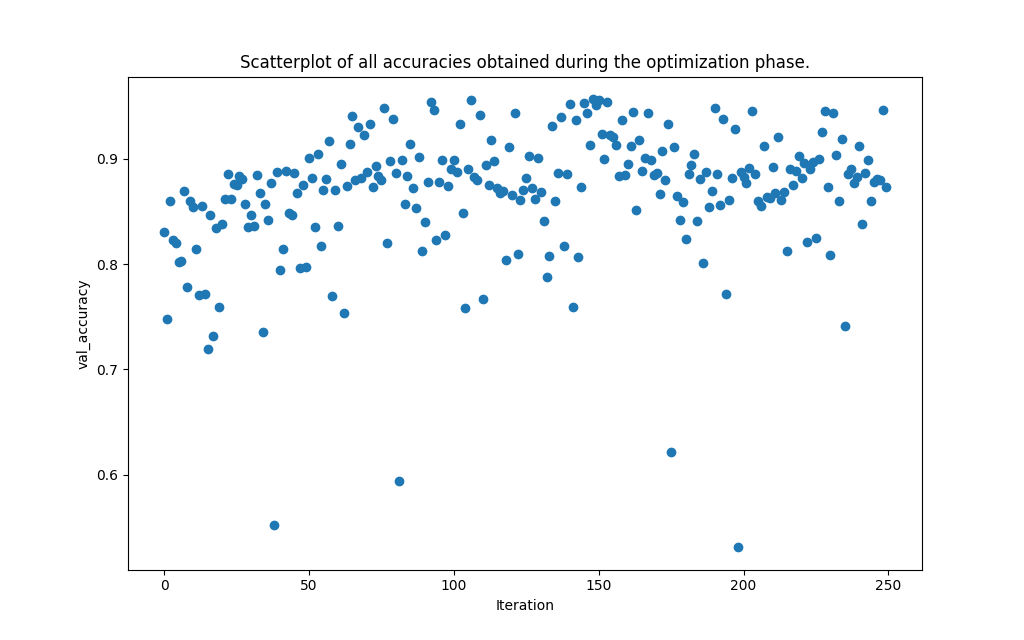 Scatterplot of all accuracies obtained during the optimization phase.
val_accuracy
0.9
0.8
0.7
0.6
0 50 100 150 200 250
Iteration